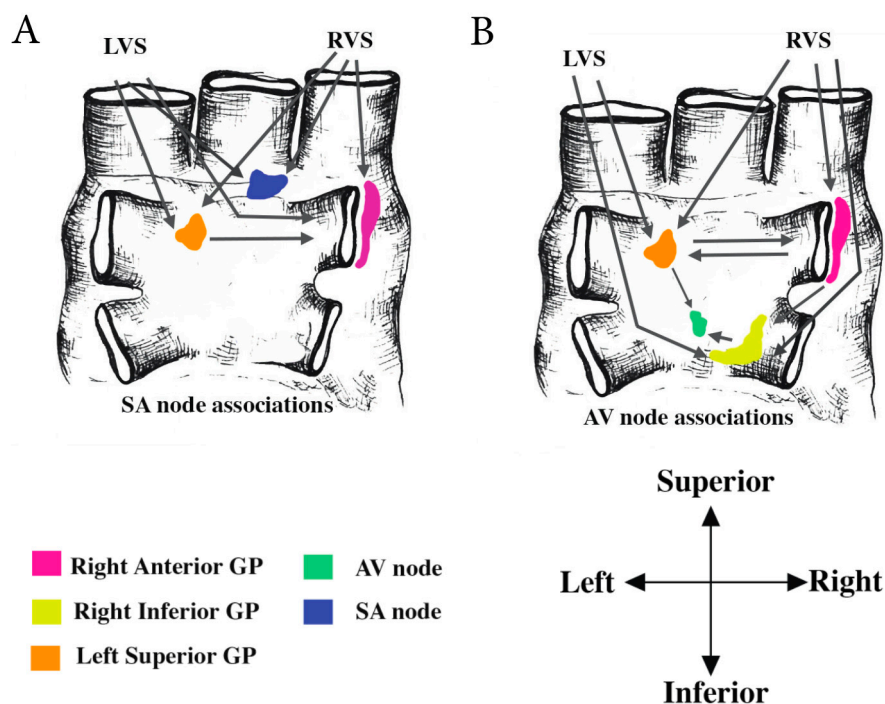 A
LVS
RVS
SA node associations
B
LVS
RVS
AV node associations
Right Anterior GP
Right Inferior GP
Left Superior GP
AV node
SA node
Superior
Left
Right
Inferior